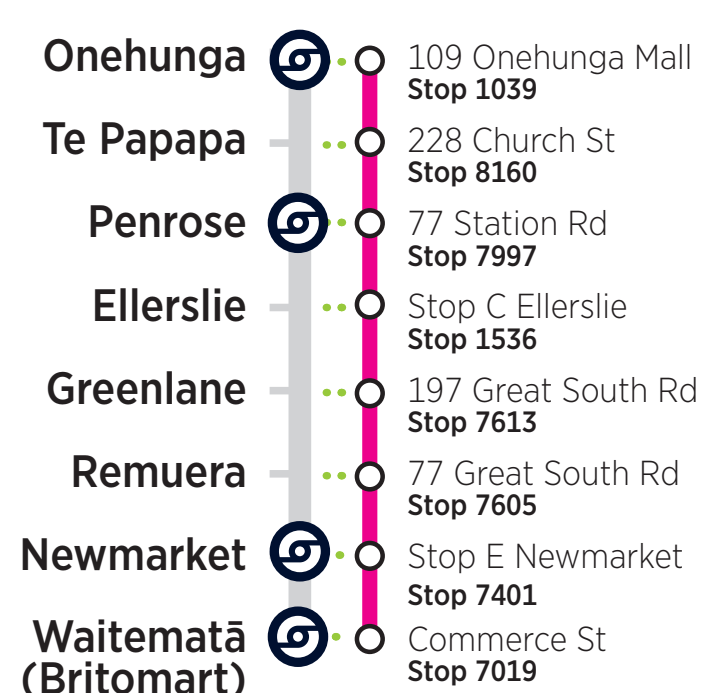 Onehunga
109 Onehunga Mall
Stop 1039
Te Papapa
228 Church St
Stop 8160
Penrose
77 Station Rd
Stop 7997
Ellerslie
Stop C Ellerslie
Stop 1536
Greenlane
197 Great South Rd
Stop 7613
Remuera
77 Great South Rd
Stop 7605
Newmarket
Stop E Newmarket
Stop 7401
Waitematā
(Britomart)
Commerce St
Stop 7019